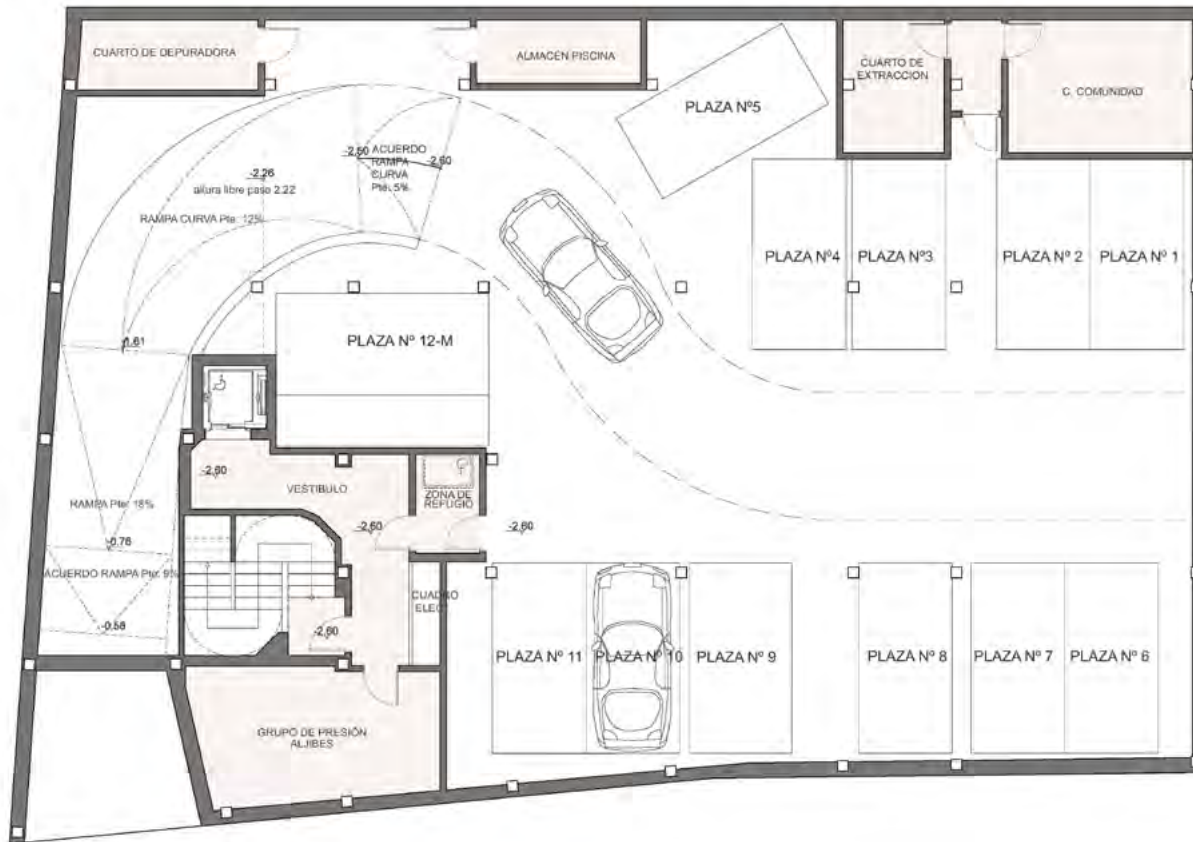 CUARTO DE DEPURADORA
ALMACÉN PISCINA
CUARTO DE
EXTRACCION
C. COMUNIDAD
PLAZA Nº5
-2,60
ACUERDO
RAMPA
CURVA
Pte: 5%
-2,60
-2,26
altura libre paso 2.22
RAMPA CURVA Pte: 12%
PLAZA Nº4
PLAZA Nº3
PLAZA Nº 2
PLAZA Nº 1
-1.61
PLAZA Nº 12-M
-2,60
VESTÍBULO
ZONA DE
REFUGIO
RAMPA Pte: 18%
-2,60
-2,60
-0.76
ACUERDO RAMPA Pte: 9%
-0.58
-2,60
CUADRO
ELEC
PLAZA Nº 11
PLAZA Nº 10
PLAZA Nº 9
PLAZA Nº 8
PLAZA Nº 7
PLAZA Nº 6
GRUPO DE PRESIÓN
ALJIBES